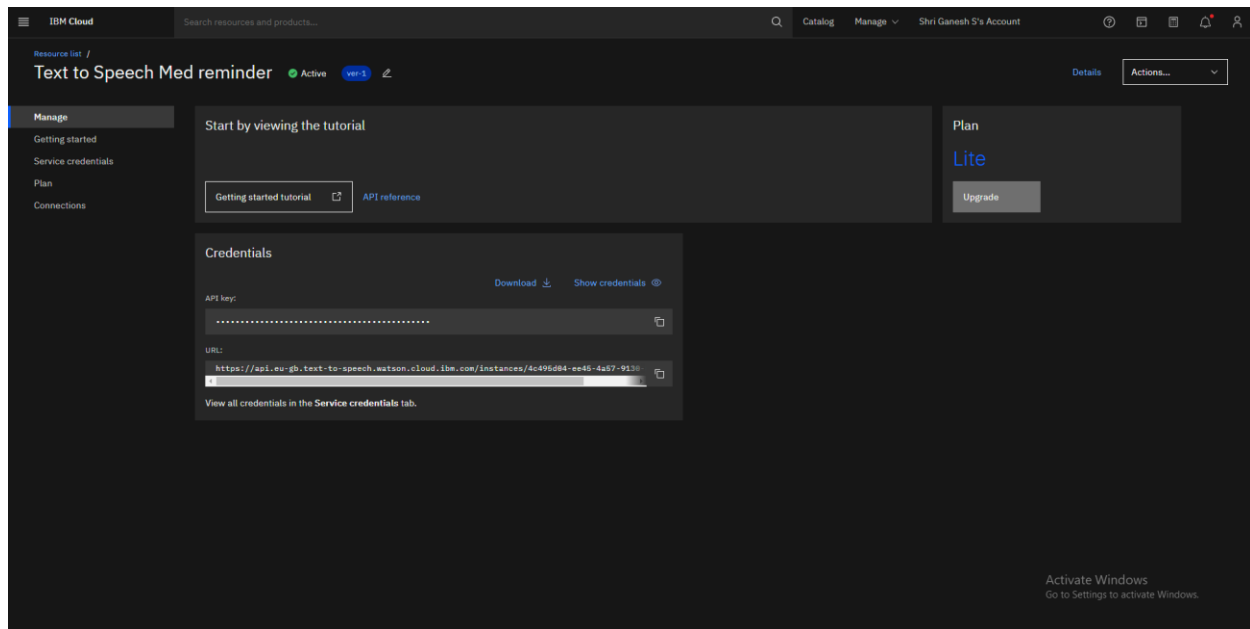 IBM Cloud
Search resources and products...
Catalog
Manage
Shri Ganesh S's Account
Resource list /
Text to Speech Med reminder
Active
ver-1
Details
Actions...
Manage
Getting started
Service credentials
Plan
Connections
Start by viewing the tutorial
Getting started tutorial
API reference
Plan
Lite
Upgrade
Credentials
Download
Show credentials
API key:
••••••••••••••••••••••••••••••••••••••••••••
URL:
https://api.eu-gb.text-to-speech.watson.cloud.ibm.com/instances/4c495d84-ee45-4a57-9130-
View all credentials in the Service credentials tab.
Activate Windows
Go to Settings to activate Windows.